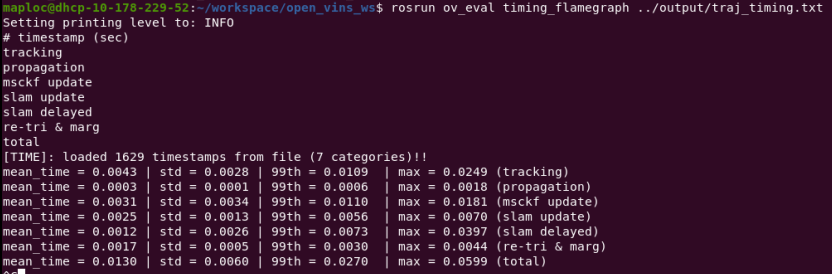 maploc@dhcp-10-178-229-52:~/workspace/open_vins_ws$ rosrun ov_eval timing_flamegraph ../output/traj_timing.txt
Setting printing level to: INFO
# timestamp (sec)
tracking
propagation
msckf update
slam update
slam delayed
re-tri & marg
total
[TIME]: loaded 1629 timestamps from file (7 categories)!!
mean_time = 0.0043 | std = 0.0028 | 99th = 0.0109  | max = 0.0249 (tracking)
mean_time = 0.0003 | std = 0.0001 | 99th = 0.0006  | max = 0.0018 (propagation)
mean_time = 0.0031 | std = 0.0034 | 99th = 0.0110  | max = 0.0181 (msckf update)
mean_time = 0.0025 | std = 0.0013 | 99th = 0.0056  | max = 0.0070 (slam update)
mean_time = 0.0012 | std = 0.0026 | 99th = 0.0073  | max = 0.0397 (slam delayed)
mean_time = 0.0017 | std = 0.0005 | 99th = 0.0030  | max = 0.0044 (re-tri & marg)
mean_time = 0.0130 | std = 0.0060 | 99th = 0.0270  | max = 0.0599 (total)